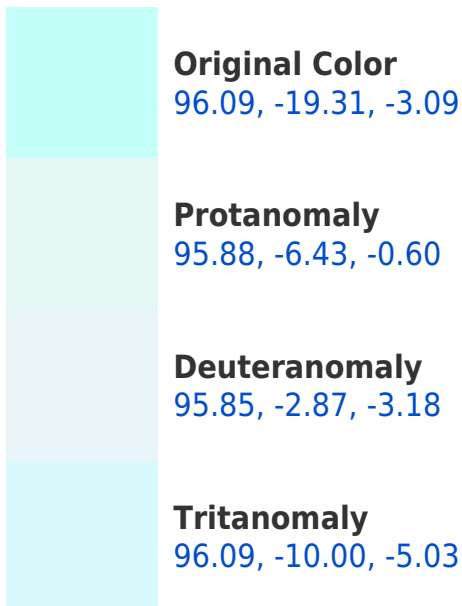 Original Color
96.09, -19.31, -3.09
Protanomaly
95.88, -6.43, -0.60
Deuteranomaly
95.85, -2.87, -3.18
Tritanomaly
96.09, -10.00, -5.03